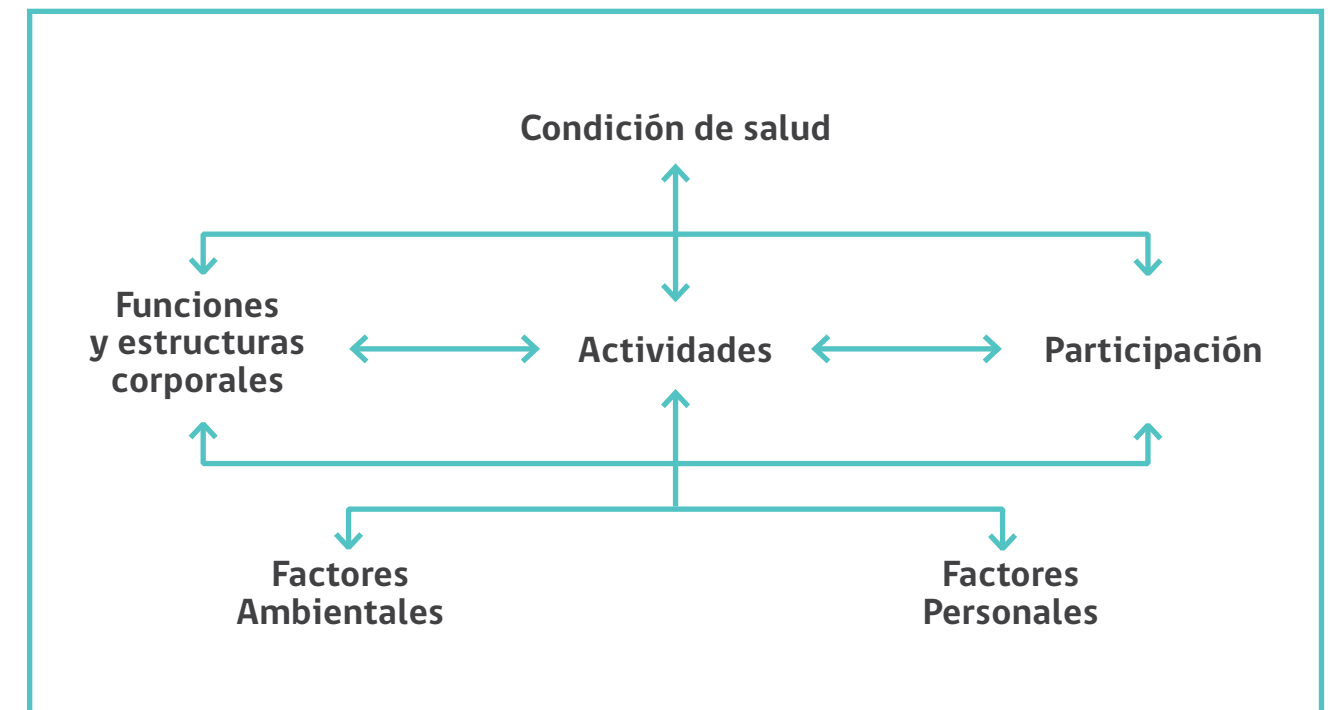 Condición de salud
Funciones
y estructuras
corporales
Actividades
Participación
Factores
Ambientales
Factores
Personales